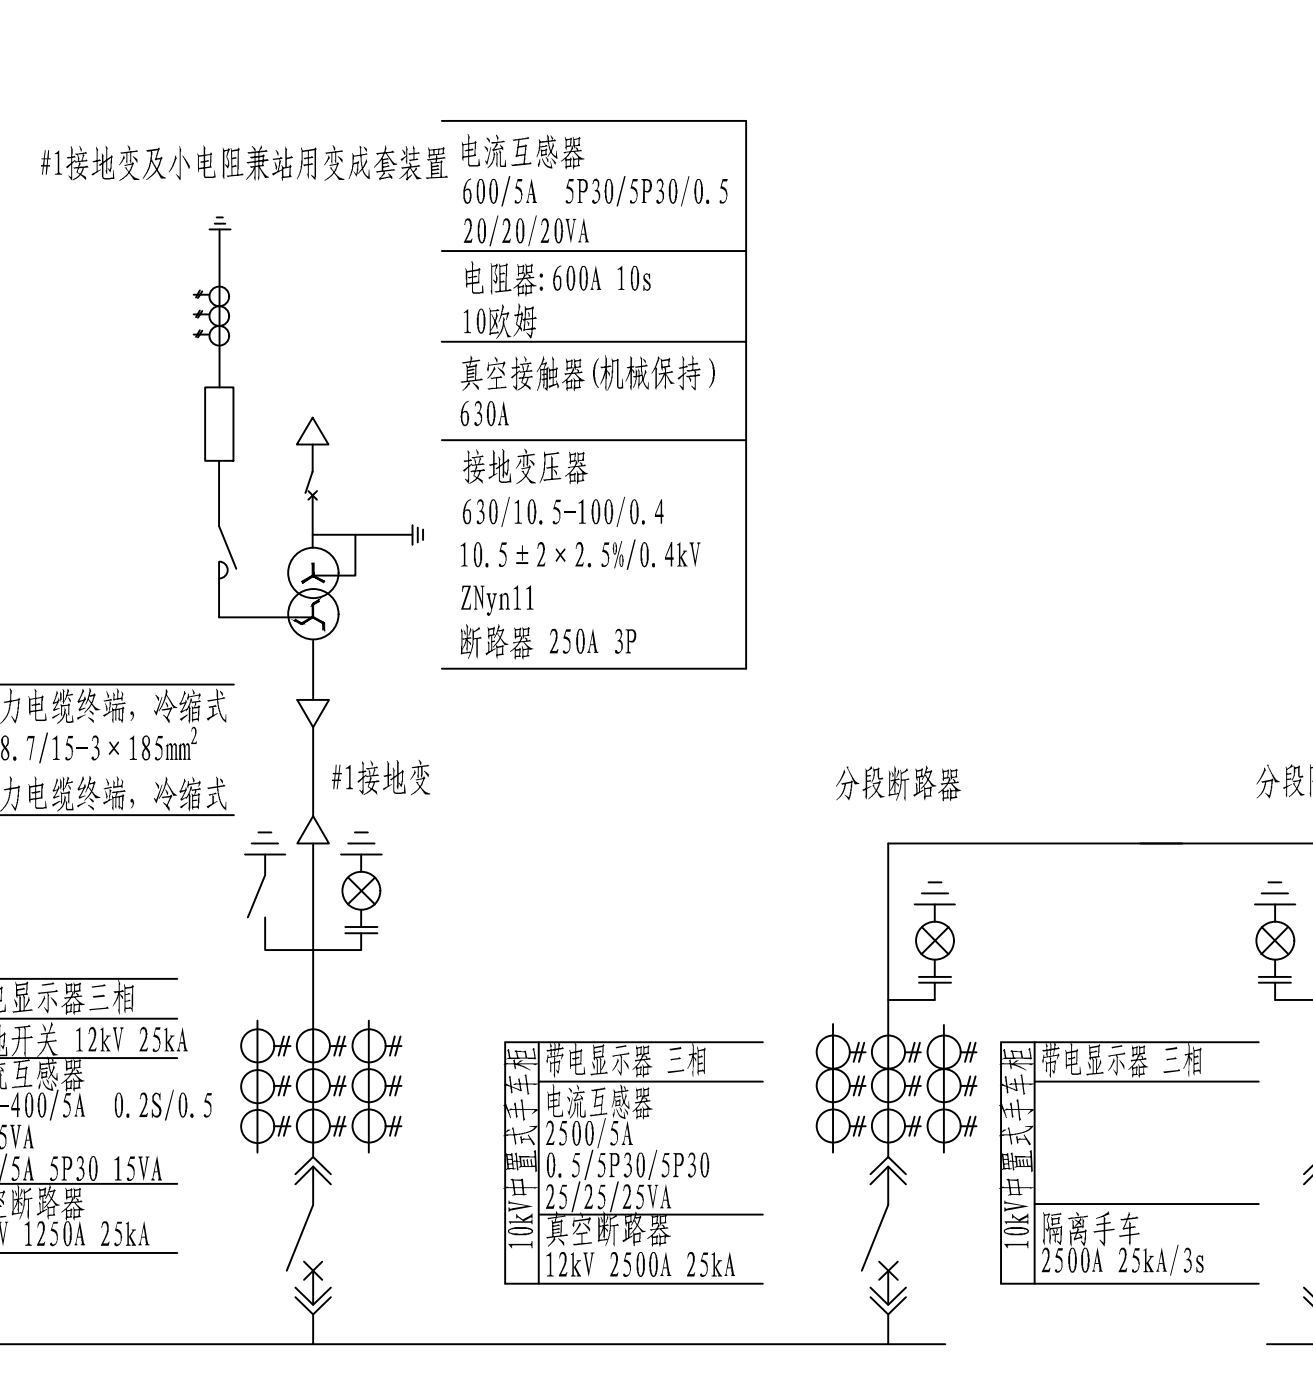 #1接地变及小电阻兼站用变成套装置
电流互感器
600/5A 5P30/5P30/0.5
20/20/20VA
电阻器:600A 10s
10欧姆
真空接触器(机械保持)
630A
接地变压器
630/10.5-100/0.4
10.5±2×2.5%/0.4kV
ZNyn11
断路器 250A 3P
力电缆终端，冷缩式
8.7/15-3×185mm²
力电缆终端，冷缩式
#1接地变
分段断路器
分段
电显示器三相
地开关 12kV 25kA
流互感器
-400/5A 0.2S/0.5
5VA
/5A 5P30 15VA
空断路器
V 1250A 25kA
10kV中置式手车柜
带电显示器 三相
电流互感器
2500/5A
0.5/5P30/5P30
25/25/25VA
真空断路器
12kV 2500A 25kA
10kV中置式手车柜
带电显示器 三相
隔离手车
2500A 25kA/3s